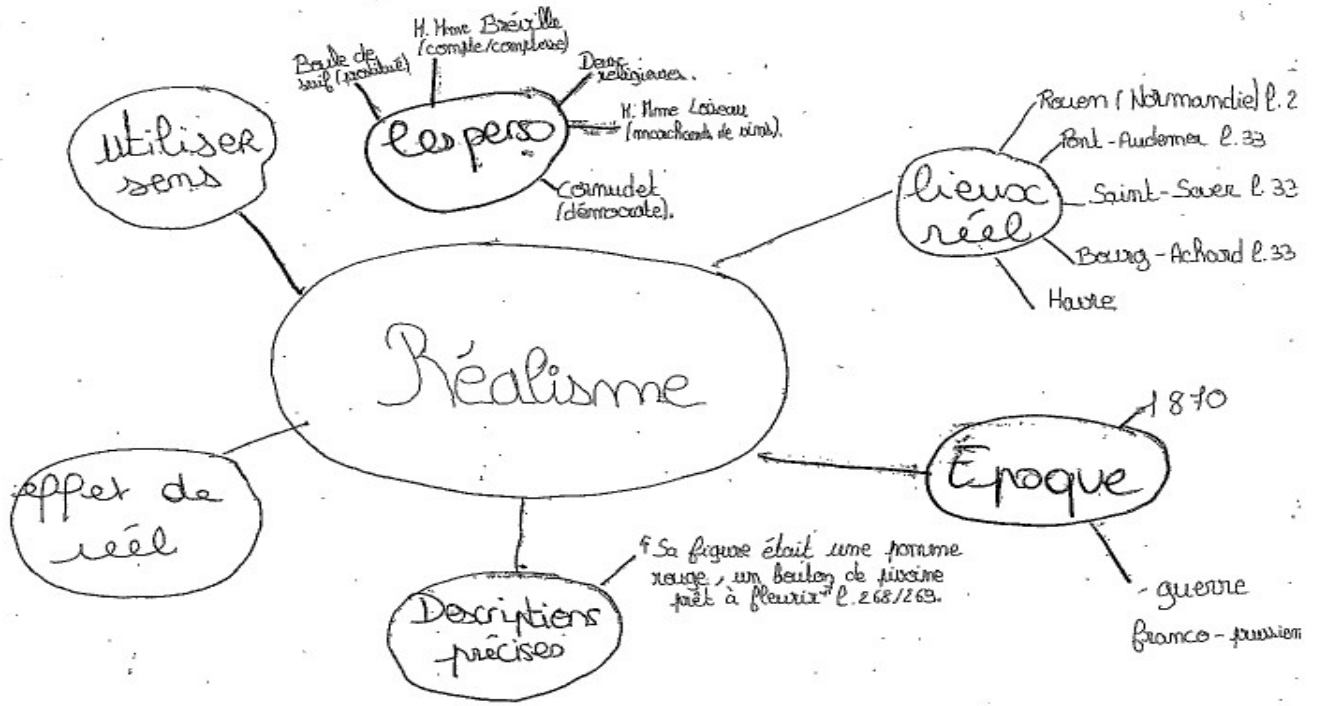 Réalisme
utiliser
sens
les perso
Boule de
suif (prostitué)
M. Mme Bréville
(compte/comptesse)
Deux
religieuses.
M. Mme Loiseau
(marchands de vins).
Cornudet
(démocrate).
lieux
réel
Rouen (Normandie) l.2
Pont-Audemer l.33
Saint-Sever l.33
Bourg-Achard l.33
Havre
Epoque
1870
- guerre
franco-prussien
Descriptions
précises
"Sa figure était une pomme
rouge, un bouton de pivoine
prêt à fleurir" l.268/269.
effet de
réel